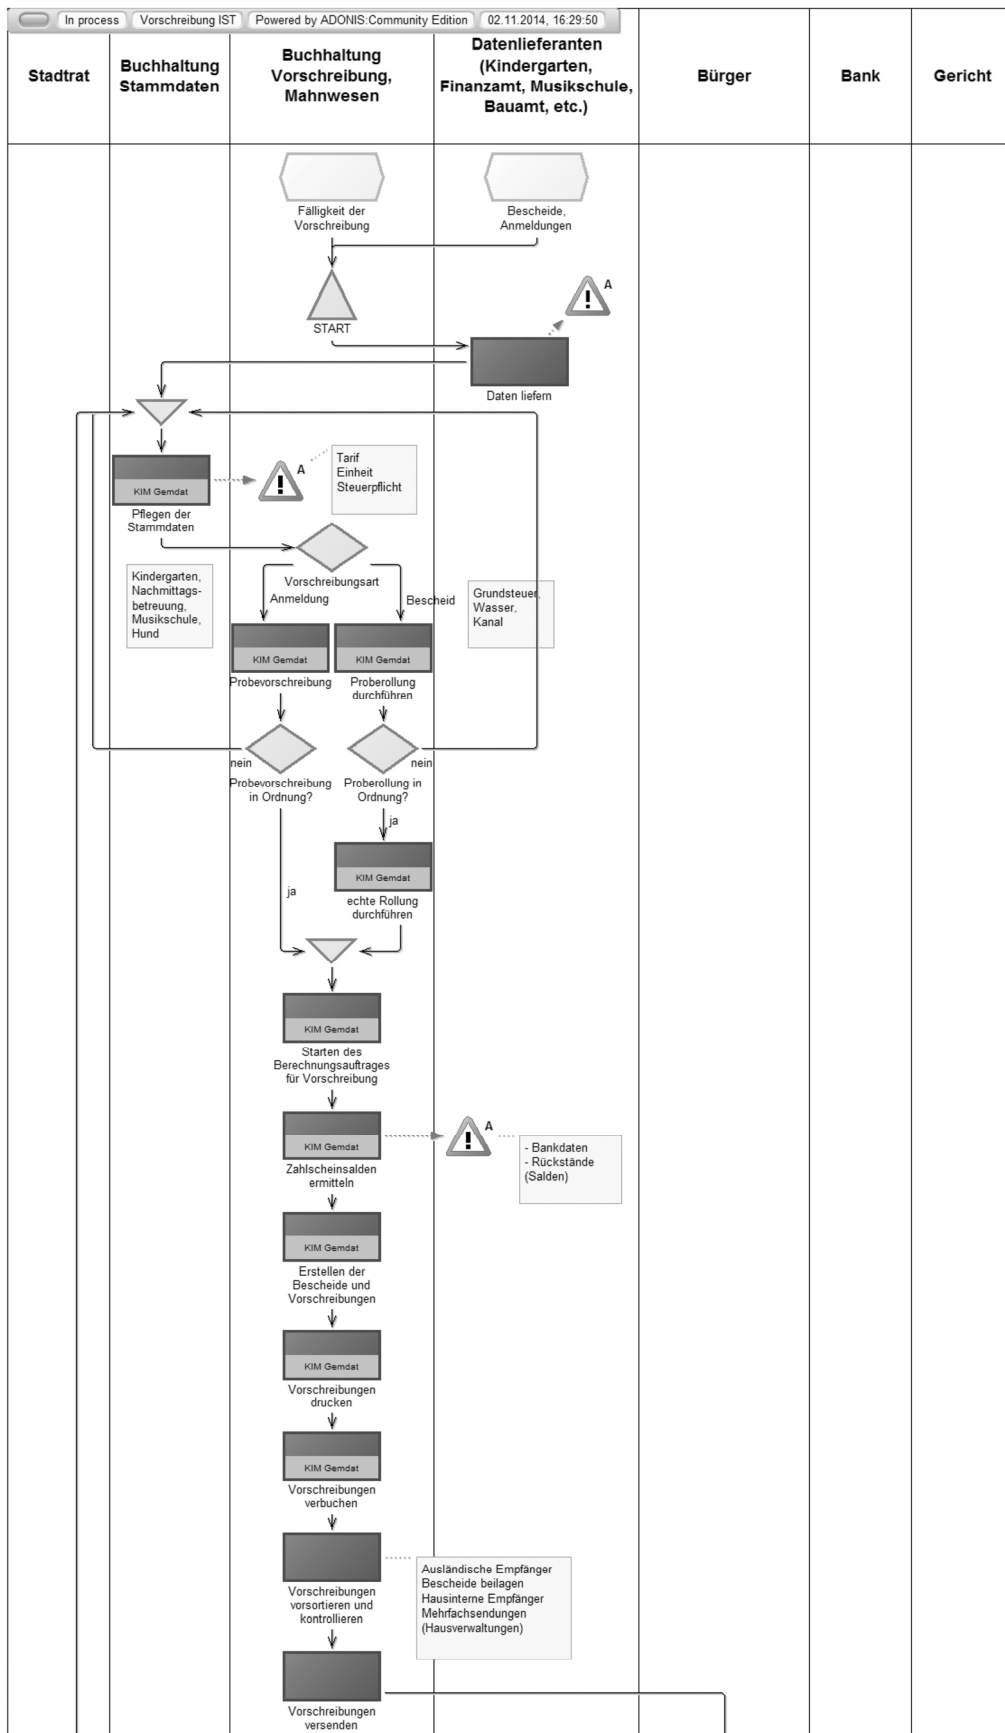 In process Vorschreibung IST Powered by ADONIS:Community Edition 02.11.2014, 16:29:50
Stadtrat
Buchhaltung
Stammdaten
Buchhaltung
Vorschreibung,
Mahnwesen
Datenlieferanten
(Kindergarten,
Finanzamt, Musikschule,
Bauamt, etc.)
Bürger
Bank
Gericht
Fälligkeit der
Vorschreibung
Bescheide,
Anmeldungen
START
A
Daten liefern
KIM Gemdat
Pflegen der
Stammdaten
A
Tarif
Einheit
Steuerpflicht
Kindergarten,
Nachmittags-
betreuung,
Musikschule,
Hund
Vorschreibungsart
Anmeldung
Bescheid
Grundsteuer,
Wasser,
Kanal
KIM Gemdat
Probevorschreibung
KIM Gemdat
Proberollung
durchführen
nein
Probevorschreibung
in Ordnung?
nein
Proberollung in
Ordnung?
ja
ja
KIM Gemdat
echte Rollung
durchführen
KIM Gemdat
Starten des
Berechnungsauftrages
für Vorschreibung
KIM Gemdat
Zahlscheinsalden
ermitteln
A
- Bankdaten
- Rückstände
(Salden)
KIM Gemdat
Erstellen der
Bescheide und
Vorschreibungen
KIM Gemdat
Vorschreibungen
drucken
KIM Gemdat
Vorschreibungen
verbuchen
Vorschreibungen
vorsortieren und
kontrollieren
Ausländische Empfänger
Bescheide beilagen
Hausinterne Empfänger
Mehrfachsendungen
(Hausverwaltungen)
Vorschreibungen
versenden